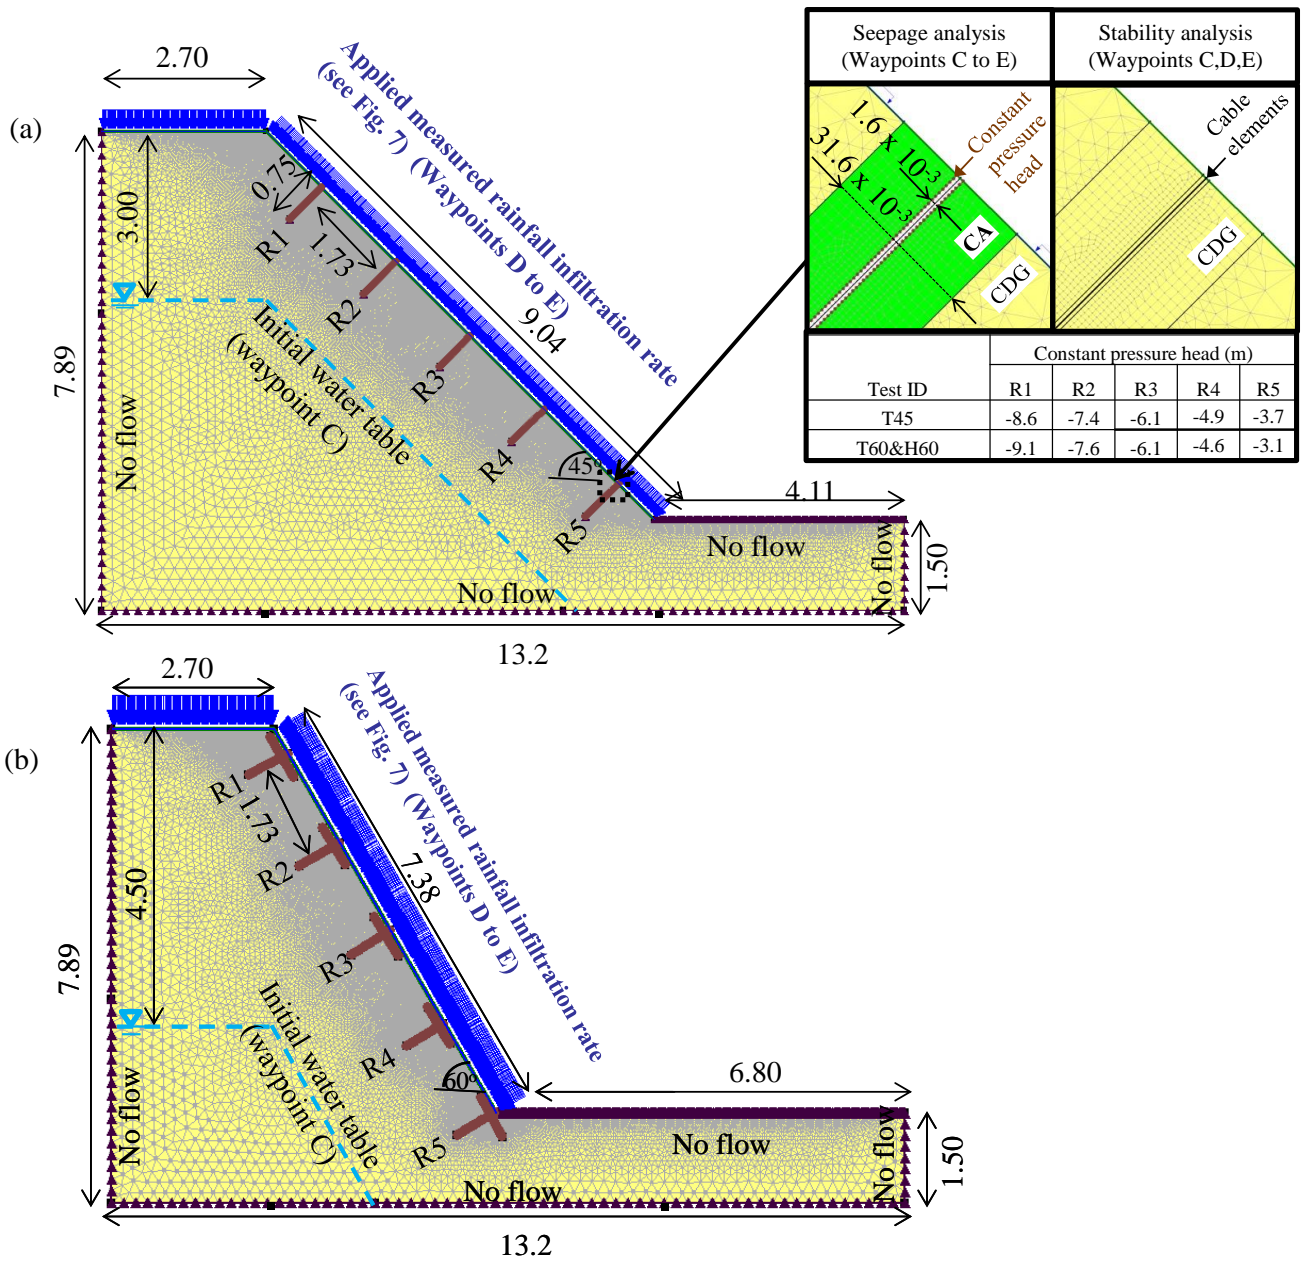 (a)
2.70
Applied measured rainfall infiltration rate
(see Fig. 7) (Waypoints D to E)
7.89
3.00
0.75
1.73
9.04
R1
R2
R3
R4
R5
45°
Initial water table
(waypoint C)
No flow
No flow
No flow
No flow
4.11
1.50
13.2
Seepage analysis
(Waypoints C to E)
Stability analysis
(Waypoints C,D,E)
1.6 x 10-3
31.6 x 10-3
Constant
pressure
head
CA
CDG
Cable
elements
CDG
Constant pressure head (m)
Test ID R1 R2 R3 R4 R5
T45 -8.6 -7.4 -6.1 -4.9 -3.7
T60&H60 -9.1 -7.6 -6.1 -4.6 -3.1
(b)
2.70
Applied measured rainfall infiltration rate
(see Fig. 7) (Waypoints D to E)
7.89
4.50
1.73
7.38
R1
R2
R3
R4
R5
60°
Initial water table
(waypoint C)
No flow
No flow
No flow
No flow
6.80
1.50
13.2